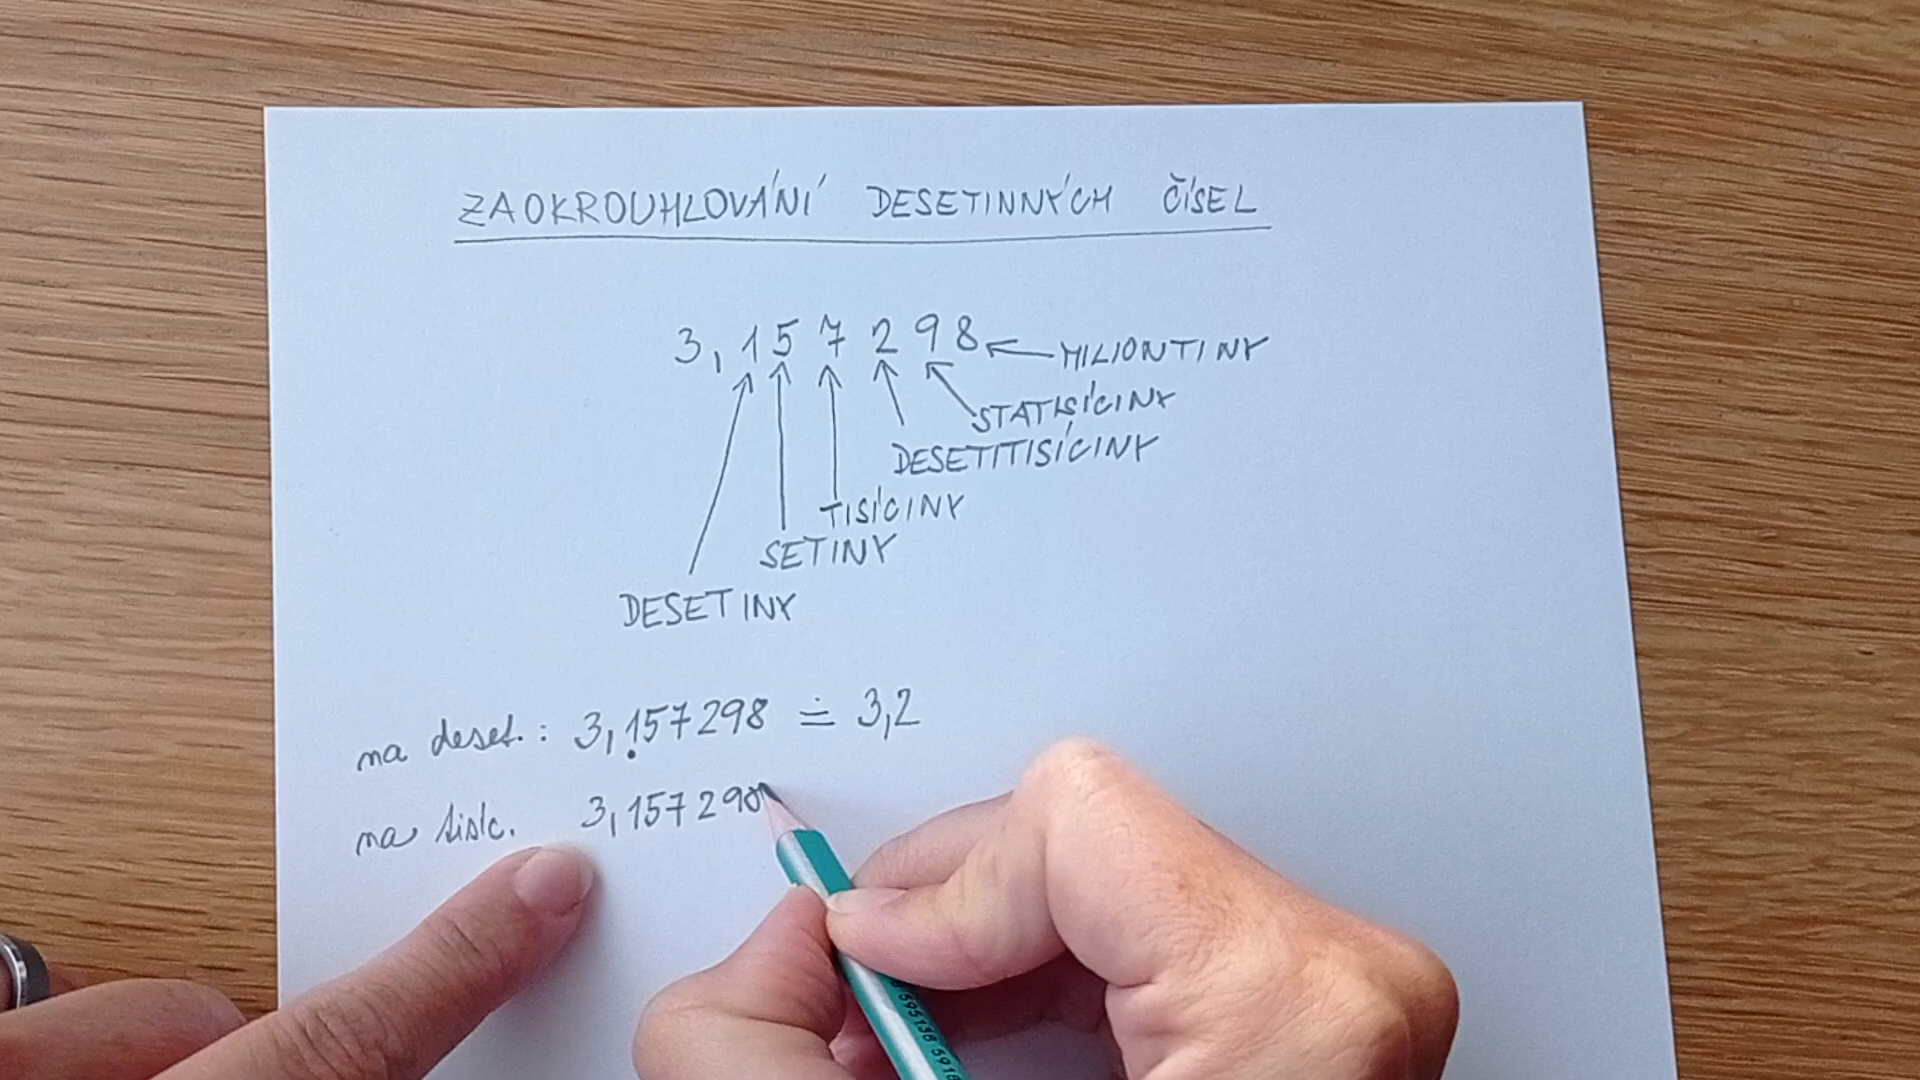 ZAOKROUHLOVÁNÍ DESETINNÝCH ČÍSEL
3,157298 ← MILIONTINY
STATISÍCINY
DESETITISÍCINY
TISÍCINY
SETINY
DESETINY
na deset.: 3,157298 ≐ 3,2
na tisíc. 3,157298